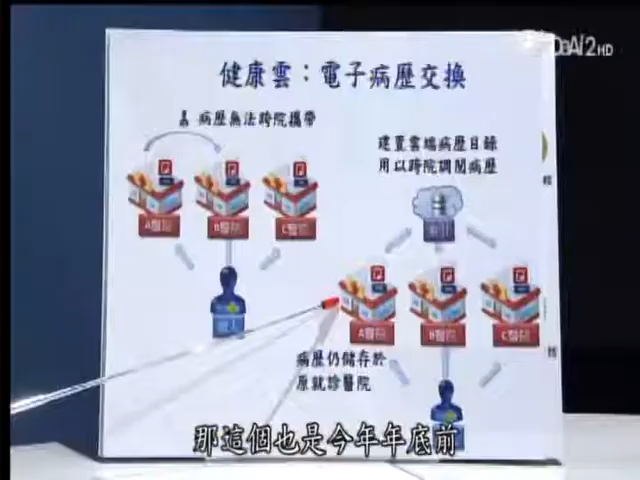 DaAi2HD
健康雲：電子病歷交換
病歷無法跨院攜帶
建置雲端病歷目錄
用以跨院調閱病歷
A醫院
B醫院
C醫院
A醫院
B醫院
C醫院
病歷仍儲存於
原就診醫院
那這個也是今年年底前